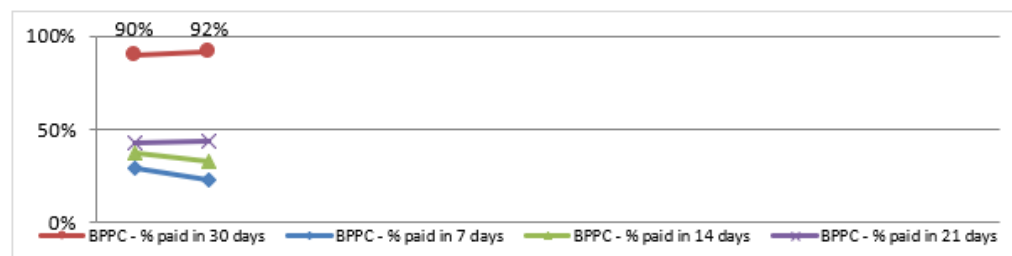 90% 92%
100%
50%
0%
BPPC - % paid in 30 days BPPC - % paid in 7 days BPPC - % paid in 14 days BPPC - % paid in 21 days